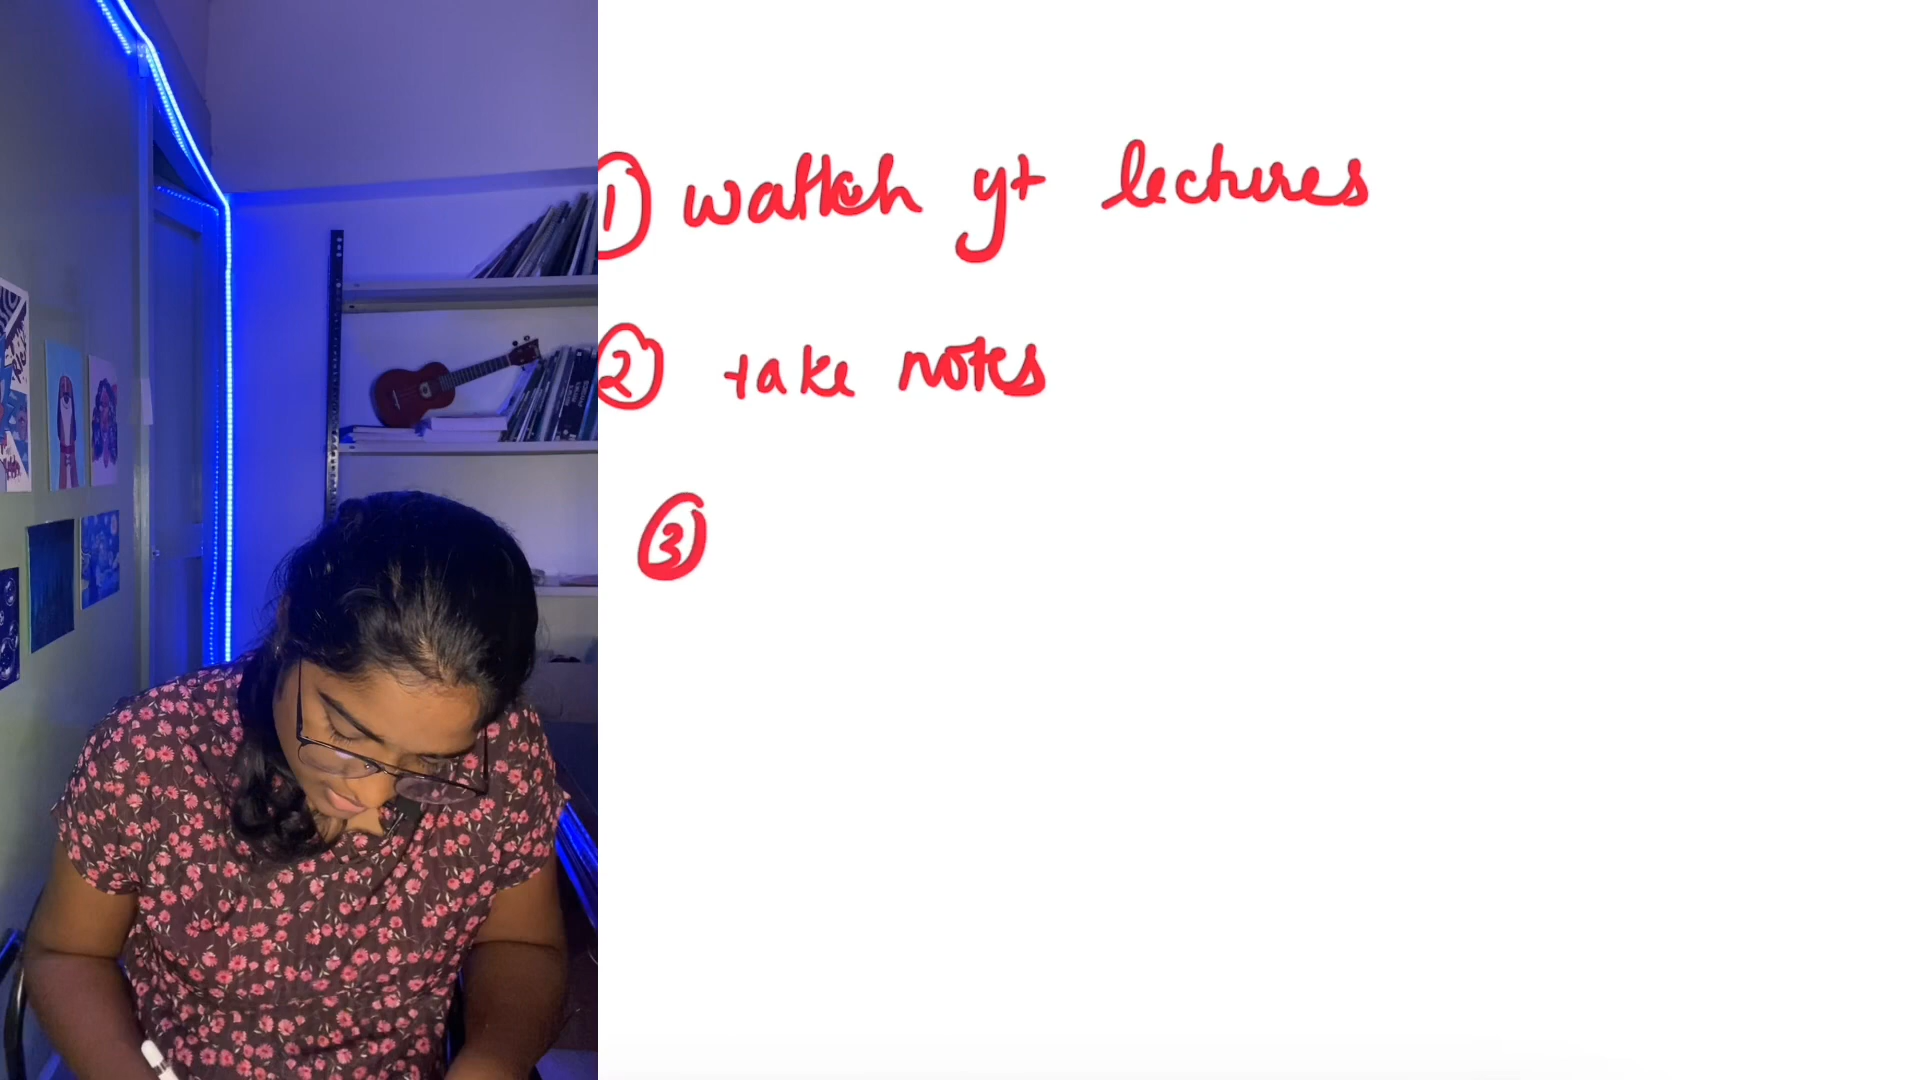 ① watch yt lectures
② take notes
③